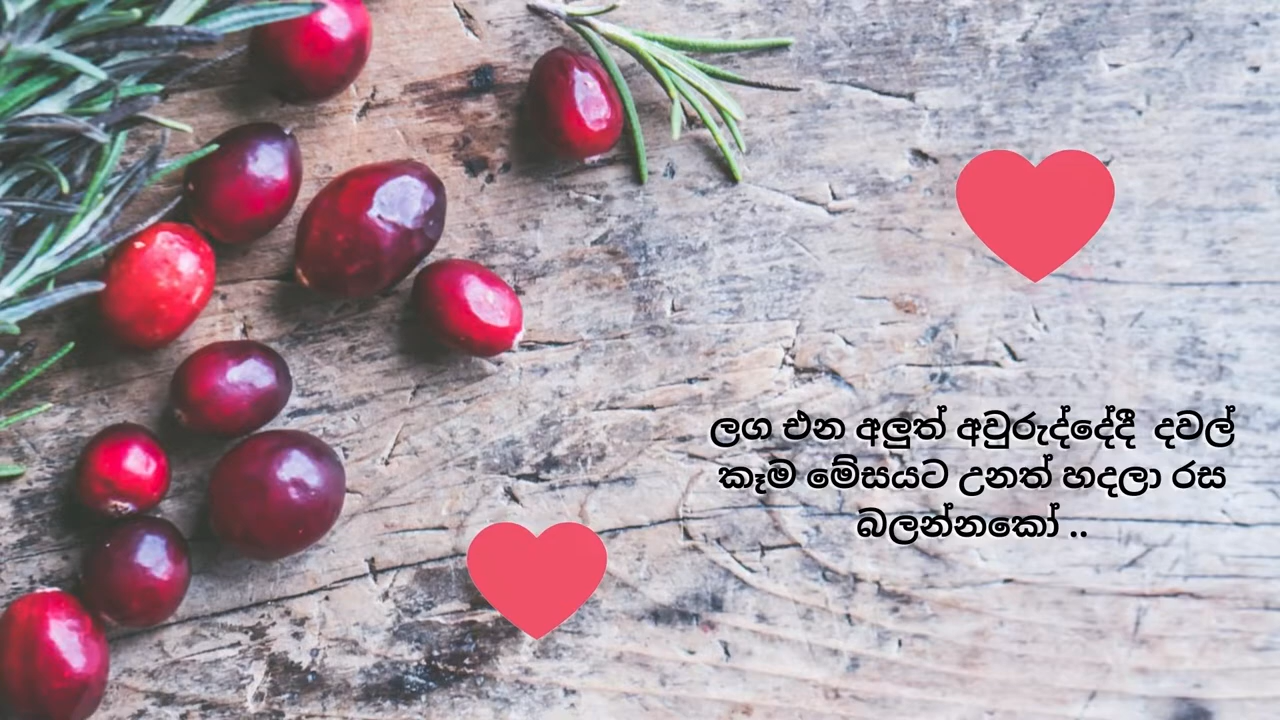 ලග එන අලුත් අවුරුද්දේදී  දවල්
කෑම මේසයට උනත් හදලා රස
බලන්නකෝ ..